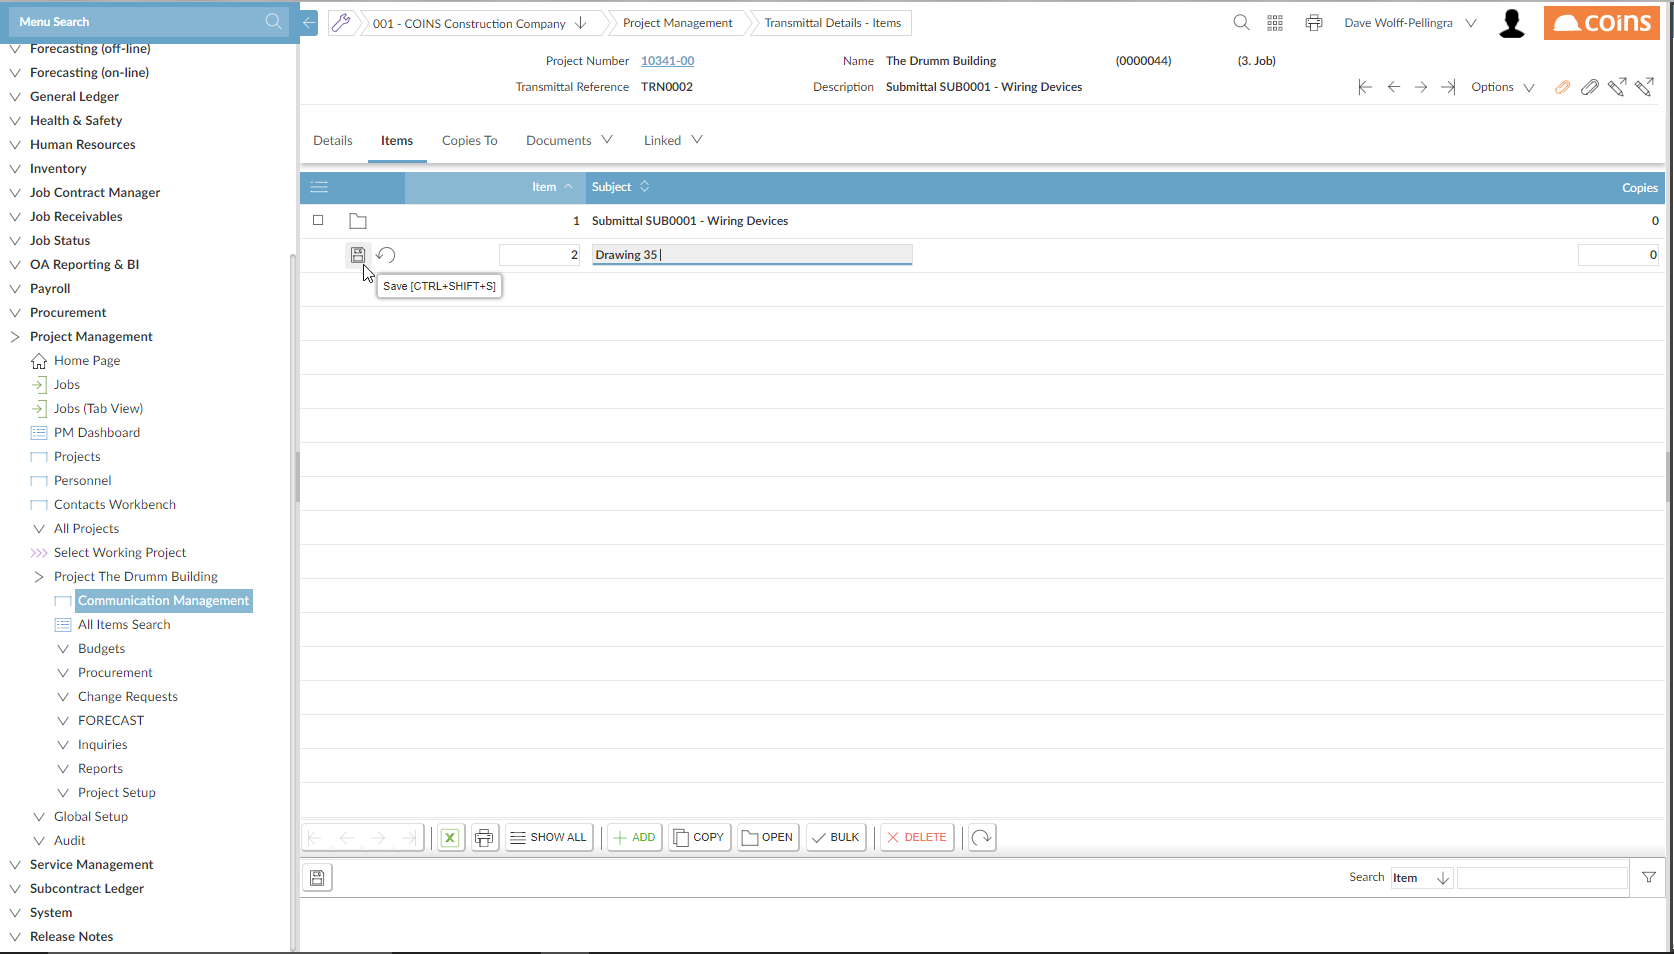 Menu Search
001 - COINS Construction Company
Project Management
Transmittal Details - Items
Dave Wolff-Pellingra
coins
Project Number 10341-00 Name The Drumm Building (0000044) (3. Job)
Transmittal Reference TRN0002 Description Submittal SUB0001 - Wiring Devices
Options
Details Items Copies To Documents Linked
Item Subject Copies
1 Submittal SUB0001 - Wiring Devices 0
2 Drawing 35 0
Save [CTRL+SHIFT+S]
Forecasting (off-line)
Forecasting (on-line)
General Ledger
Health & Safety
Human Resources
Inventory
Job Contract Manager
Job Receivables
Job Status
OA Reporting & BI
Payroll
Procurement
Project Management
Home Page
Jobs
Jobs (Tab View)
PM Dashboard
Projects
Personnel
Contacts Workbench
All Projects
Select Working Project
Project The Drumm Building
Communication Management
All Items Search
Budgets
Procurement
Change Requests
FORECAST
Inquiries
Reports
Project Setup
Global Setup
Audit
Service Management
Subcontract Ledger
System
Release Notes
SHOW ALL ADD COPY OPEN BULK DELETE
Search Item